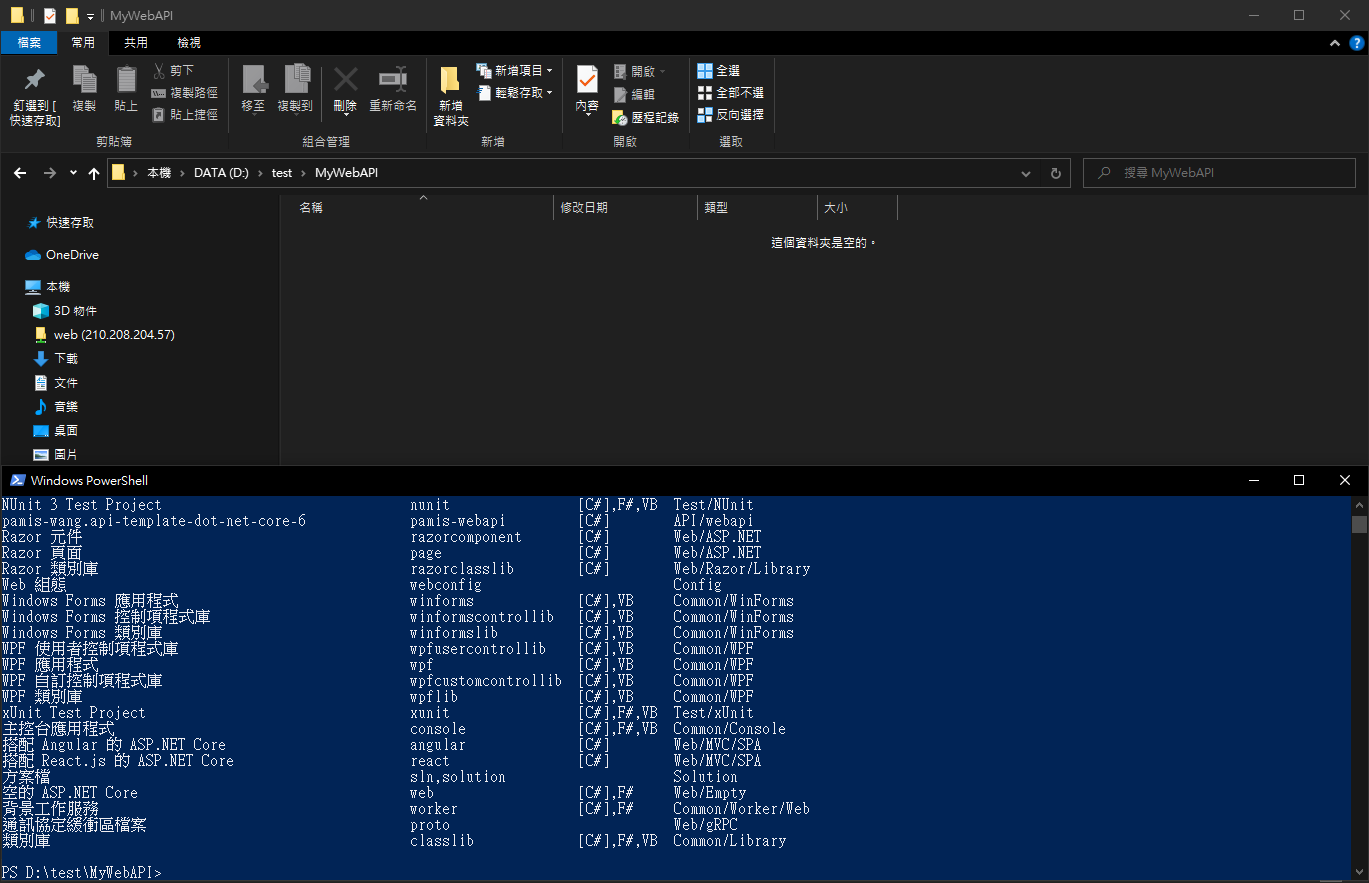 MyWebAPI
檔案 常用 共用 檢視
釘選到 [
快速存取]
複製
貼上
剪下
複製路徑
貼上捷徑
移至
複製到
刪除
重新命名
新增
資料夾
新增項目
輕鬆存取
內容
開啟
編輯
歷程記錄
全選
全部不選
反向選擇
剪貼簿 組合管理 新增 開啟 選取
本機 › DATA (D:) › test › MyWebAPI
搜尋 MyWebAPI
名稱 修改日期 類型 大小
這個資料夾是空的。
快速存取
OneDrive
本機
3D 物件
web (210.208.204.57)
下載
文件
音樂
桌面
圖片
Windows PowerShell
NUnit 3 Test Project nunit [C#],F#,VB Test/NUnit
pamis-wang.api-template-dot-net-core-6 pamis-webapi [C#] API/webapi
Razor 元件 razorcomponent [C#] Web/ASP.NET
Razor 頁面 page [C#] Web/ASP.NET
Razor 類別庫 razorclasslib [C#] Web/Razor/Library
Web 組態 webconfig Config
Windows Forms 應用程式 winforms [C#],VB Common/WinForms
Windows Forms 控制項程式庫 winformscontrollib [C#],VB Common/WinForms
Windows Forms 類別庫 winformslib [C#],VB Common/WinForms
WPF 使用者控制項程式庫 wpfusercontrollib [C#],VB Common/WPF
WPF 應用程式 wpf [C#],VB Common/WPF
WPF 自訂控制項程式庫 wpfcustomcontrollib [C#],VB Common/WPF
WPF 類別庫 wpflib [C#],VB Common/WPF
xUnit Test Project xunit [C#],F#,VB Test/xUnit
主控台應用程式 console [C#],F#,VB Common/Console
搭配 Angular 的 ASP.NET Core angular [C#] Web/MVC/SPA
搭配 React.js 的 ASP.NET Core react [C#] Web/MVC/SPA
方案檔 sln,solution Solution
空的 ASP.NET Core web [C#],F# Web/Empty
背景工作服務 worker [C#],F# Common/Worker/Web
通訊協定緩衝區檔案 proto Web/gRPC
類別庫 classlib [C#],F#,VB Common/Library
PS D:\test\MyWebAPI>